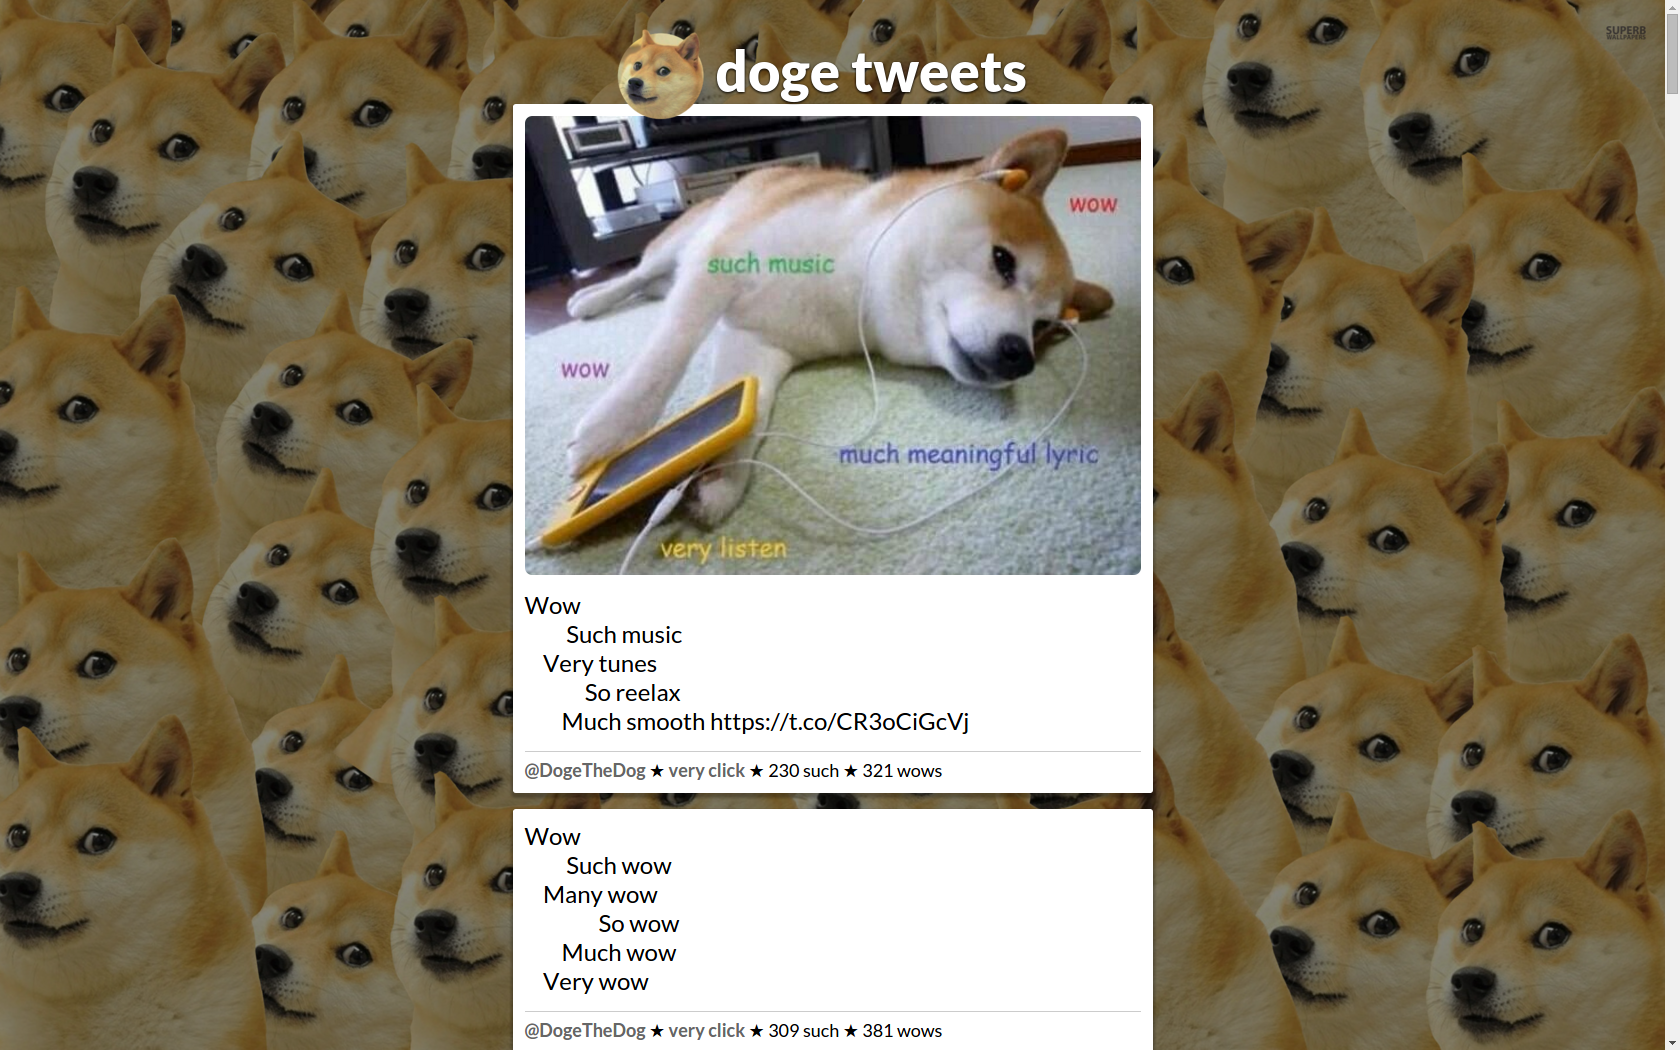 SUPERB
WALLPAPERS
doge tweets
wow
such music
wow
much meaningful lyric
very listen
Wow
Such music
Very tunes
So reelax
Much smooth https://t.co/CR3oCiGcVj
@DogeTheDog ★ very click ★ 230 such ★ 321 wows
Wow
Such wow
Many wow
So wow
Much wow
Very wow
@DogeTheDog ★ very click ★ 309 such ★ 381 wows